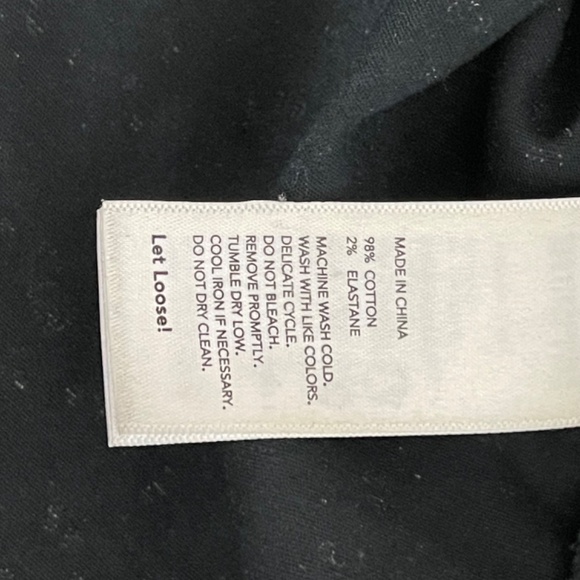 MADE IN CHINA
98% COTTON
2% ELASTANE
MACHINE WASH COLD.
WASH WITH LIKE COLORS.
DELICATE CYCLE.
DO NOT BLEACH.
REMOVE PROMPTLY.
TUMBLE DRY LOW.
COOL IRON IF NECESSARY.
DO NOT DRY CLEAN.
Let Loose!